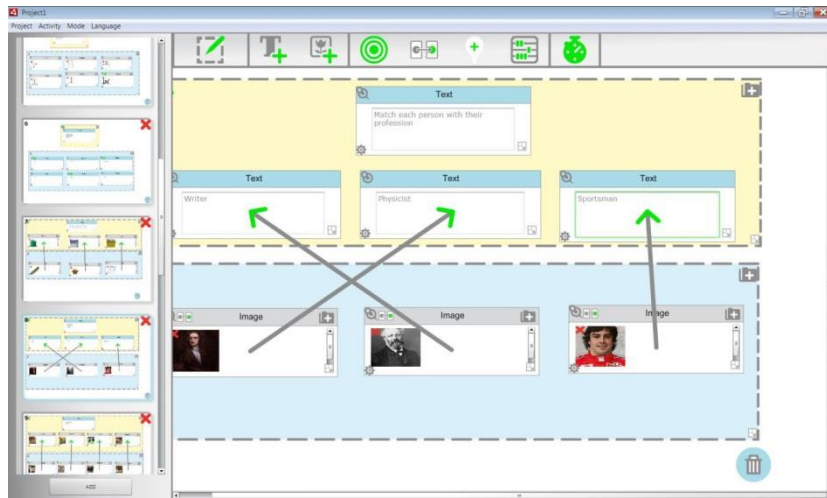 Project1
Project Activity Mode Language
Text
Match each person with their
profession
Text
Text
Text
Writer
Physicist
Sportsman
Image
Image
Image
ADD